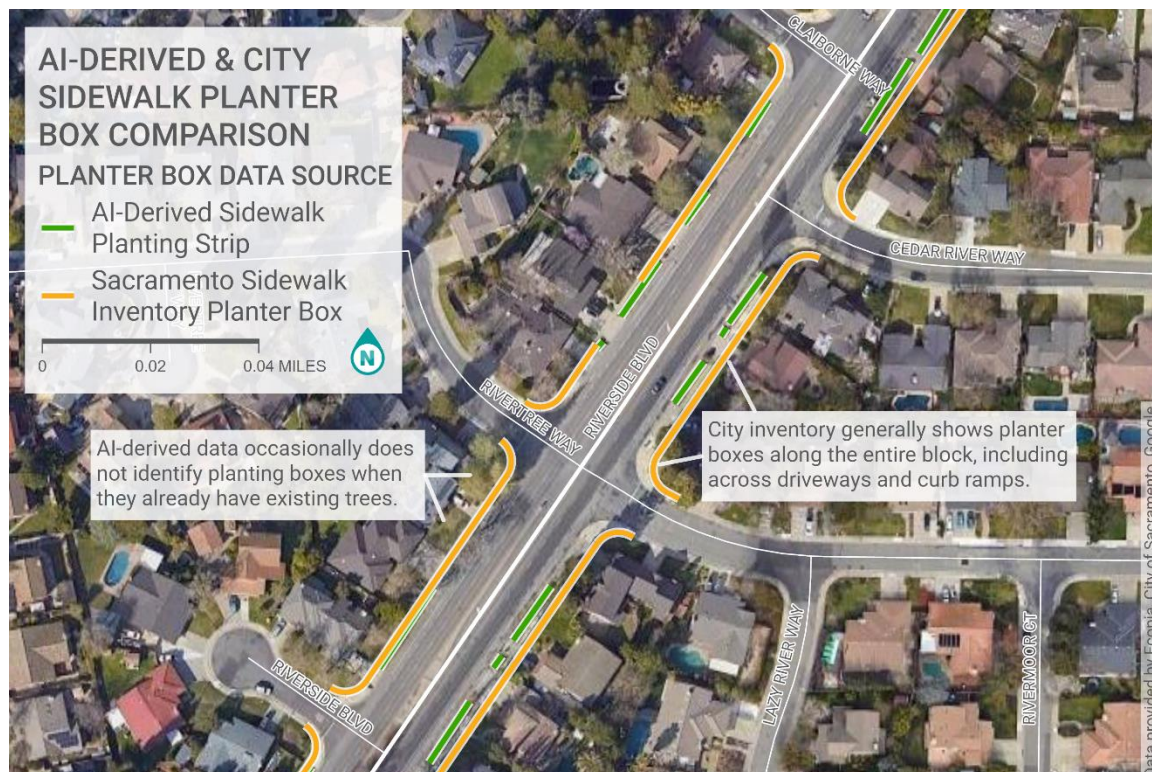 AI-DERIVED & CITY
SIDEWALK PLANTER
BOX COMPARISON
PLANTER BOX DATA SOURCE
AI-Derived Sidewalk
Planting Strip
Sacramento Sidewalk
Inventory Planter Box
0 0.02 0.04 MILES
N
CLAIBORNE WAY
CEDAR RIVER WAY
RIVERSIDE BLVD
RIVERTREE WAY
AI-derived data occasionally does
not identify planting boxes when
they already have existing trees.
City inventory generally shows planter
boxes along the entire block, including
across driveways and curb ramps.
RIVERSIDE BLVD
LAZY RIVER WAY
RIVERMOOR CT
Data provided by Ecopia, City of Sacramento, Google